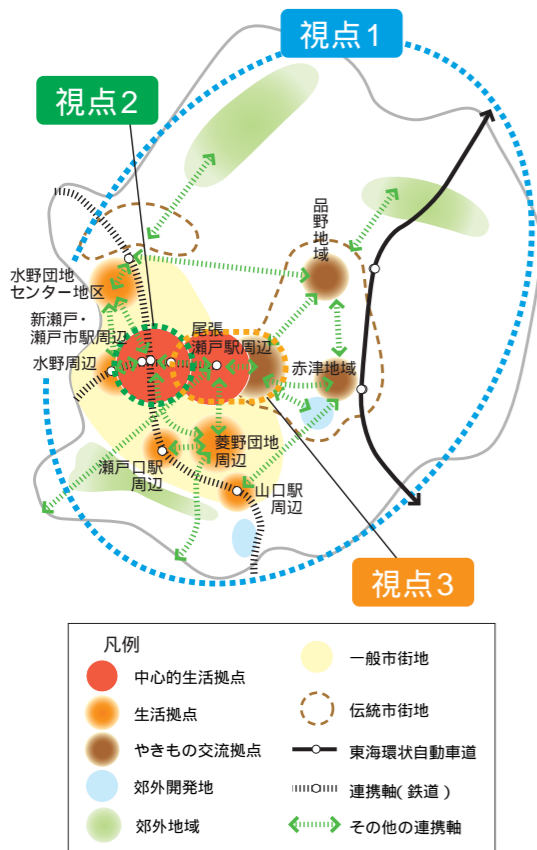 視点1
視点2
品野
地域
水野団地
センター地区
新瀬戸・
瀬戸市駅周辺
尾張
瀬戸駅周辺
水野周辺
赤津地域
菱野団地
周辺
瀬戸口駅
周辺
山口駅
周辺
視点3
凡例
中心的生活拠点
生活拠点
やきもの交流拠点
郊外開発地
郊外地域
一般市街地
伝統市街地
東海環状自動車道
連携軸(鉄道)
その他の連携軸